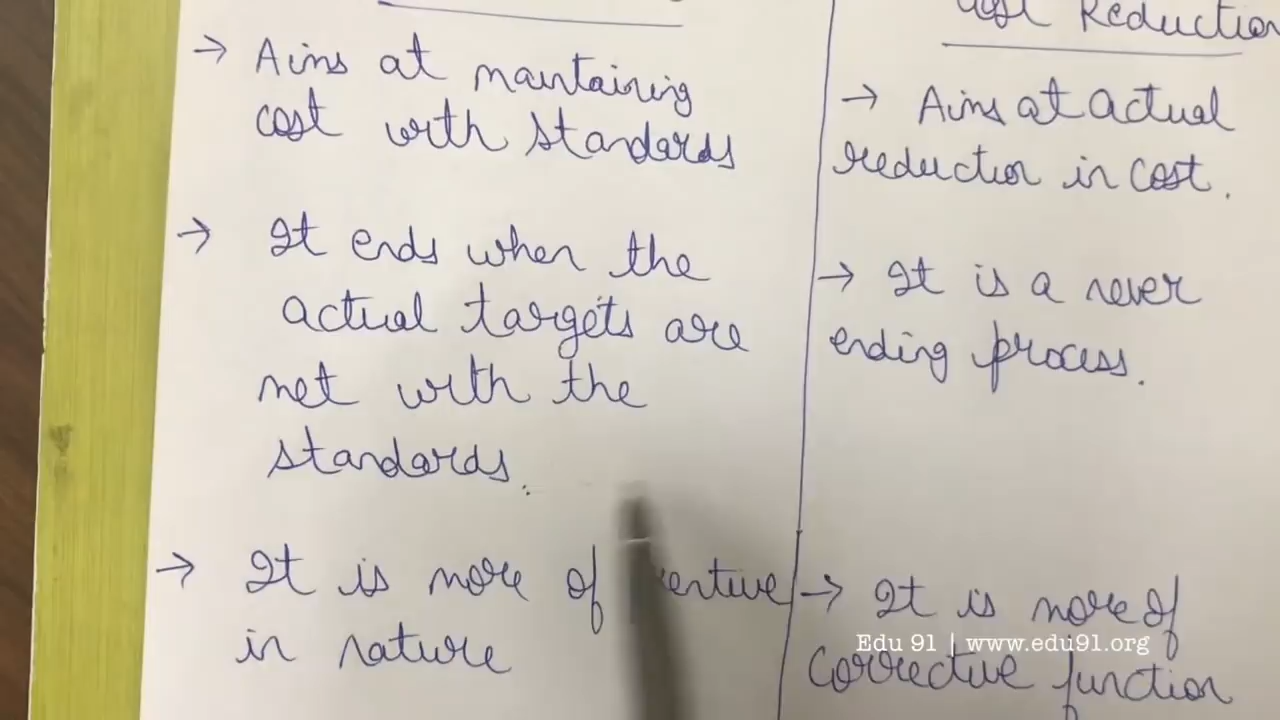 → Aims at maintaining
cost with standards
→ It ends when the
actual targets are
met with the
standards.
→ It is more of
in nature
Cost Reduction
→ Aims at actual
reduction in cost.
→ It is a never
ending process.
→ It is more of
corrective function
Edu 91 | www.edu91.org